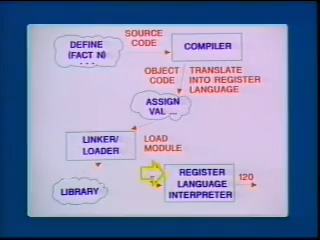 DEFINE
(FACT N)
...
SOURCE
CODE
COMPILER
OBJECT
CODE
TRANSLATE
INTO REGISTER
LANGUAGE
ASSIGN
VAL ...
LINKER/
LOADER
LOAD
MODULE
LIBRARY
REGISTER
LANGUAGE
INTERPRETER
120